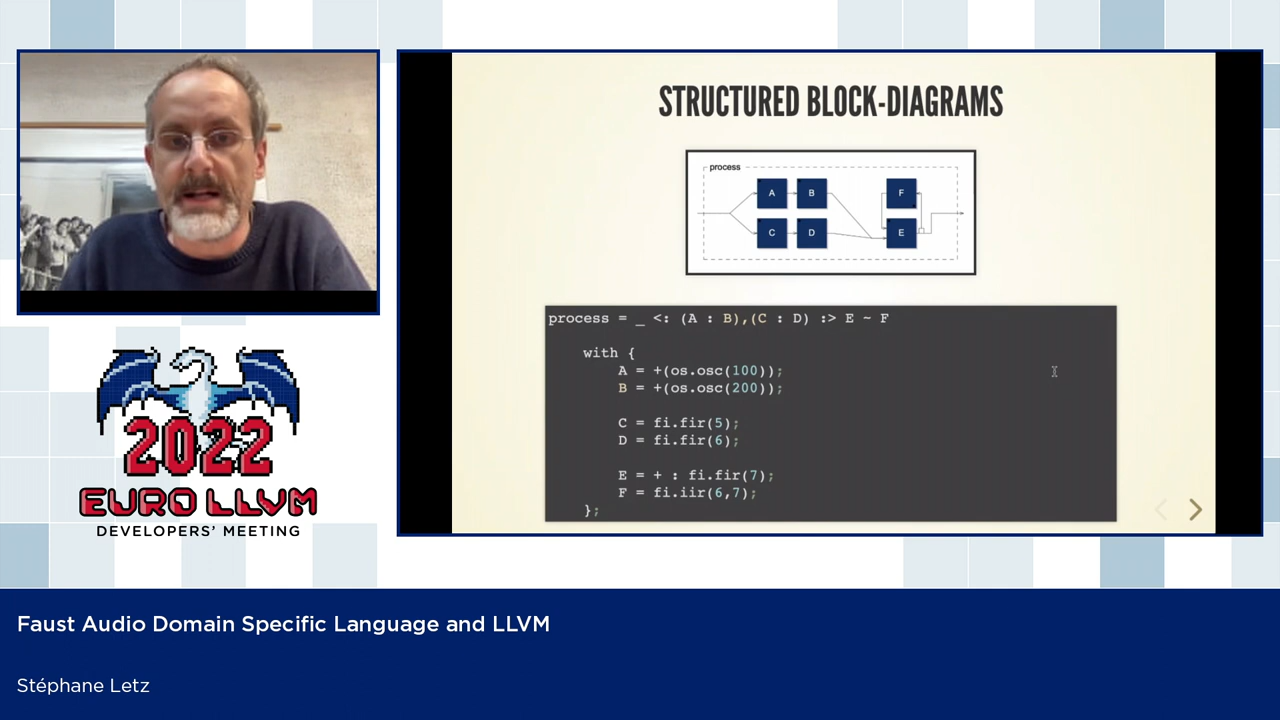 STRUCTURED BLOCK-DIAGRAMS
process
A B F
C D E
process = _ <: (A : B),(C : D) :> E ~ F
with {
A = +(os.osc(100));
B = +(os.osc(200));
C = fi.fir(5);
D = fi.fir(6);
E = + : fi.fir(7);
F = fi.iir(6,7);
};
2022
EURO LLVM
DEVELOPERS' MEETING
Faust Audio Domain Specific Language and LLVM
Stéphane Letz